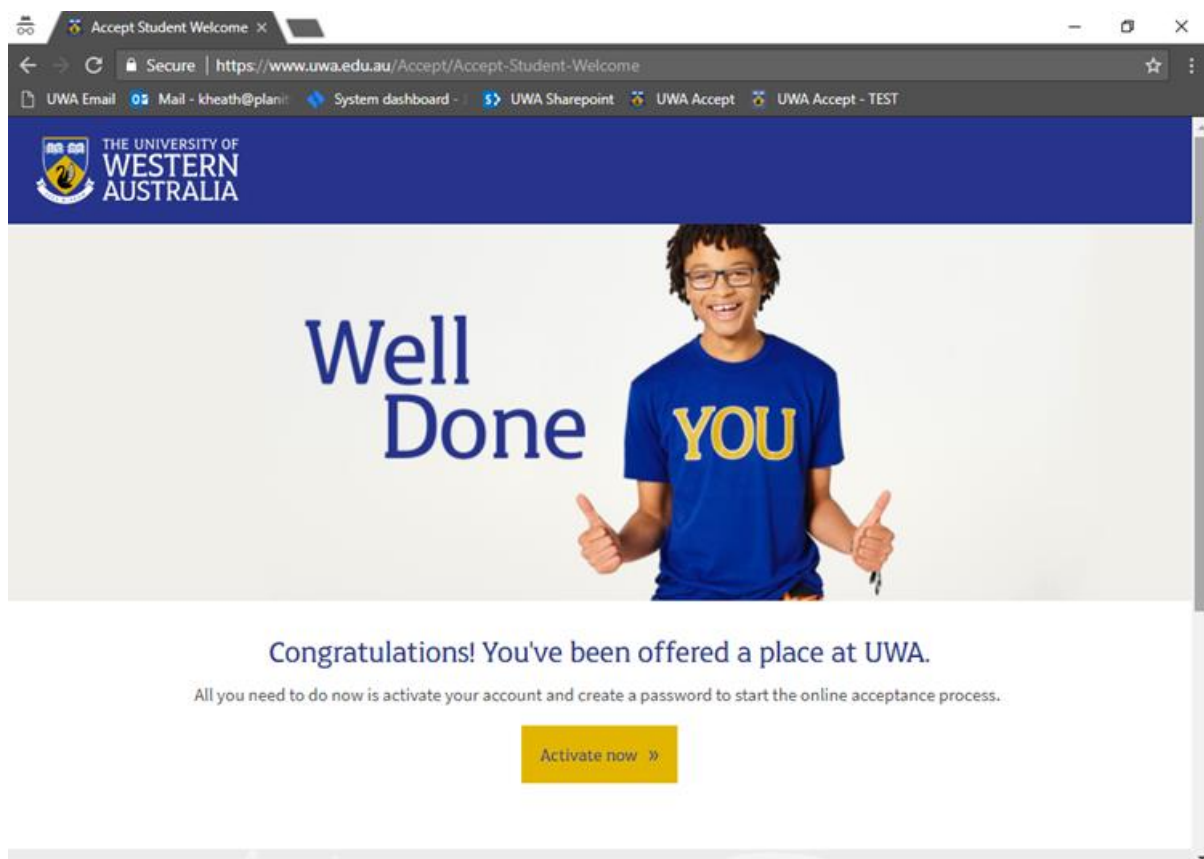 Accept Student Welcome
Secure | https://www.uwa.edu.au/Accept/Accept-Student-Welcome
UWA Email Mail - kheath@planit System dashboard - UWA Sharepoint UWA Accept UWA Accept - TEST
THE UNIVERSITY OF
WESTERN
AUSTRALIA
Well
Done
YOU
Congratulations! You've been offered a place at UWA.
All you need to do now is activate your account and create a password to start the online acceptance process.
Activate now »